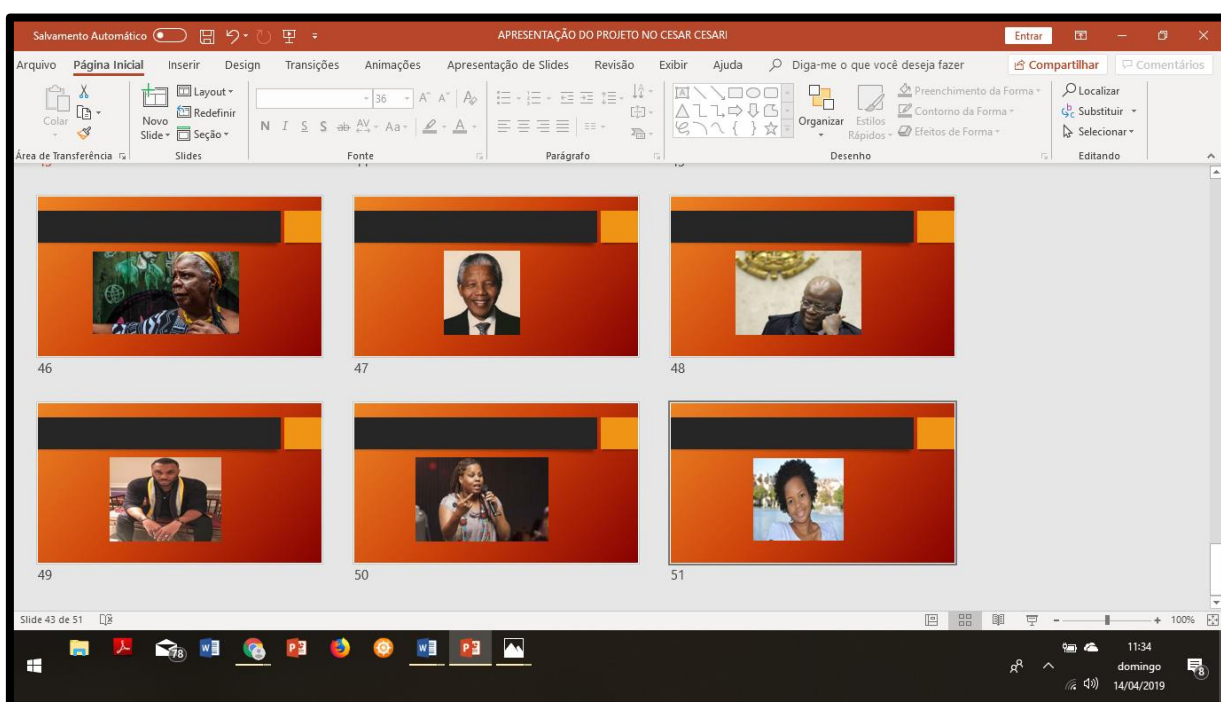 Salvamento Automático
APRESENTAÇÃO DO PROJETO NO CESAR CESARI
Entrar
Arquivo Página Inicial Inserir Design Transições Animações Apresentação de Slides Revisão Exibir Ajuda Diga-me o que você deseja fazer Compartilhar Comentários
Colar
Novo Slide
Layout
Redefinir
Seção
36
N I S S ab AV Aa A
Organizar
Estilos Rápidos
Preenchimento da Forma
Contorno da Forma
Efeitos de Forma
Localizar
Substituir
Selecionar
Área de Transferência Slides Fonte Parágrafo Desenho Editando
46 47 48
49 50 51
Slide 43 de 51
100%
78
11:34
domingo
14/04/2019
8